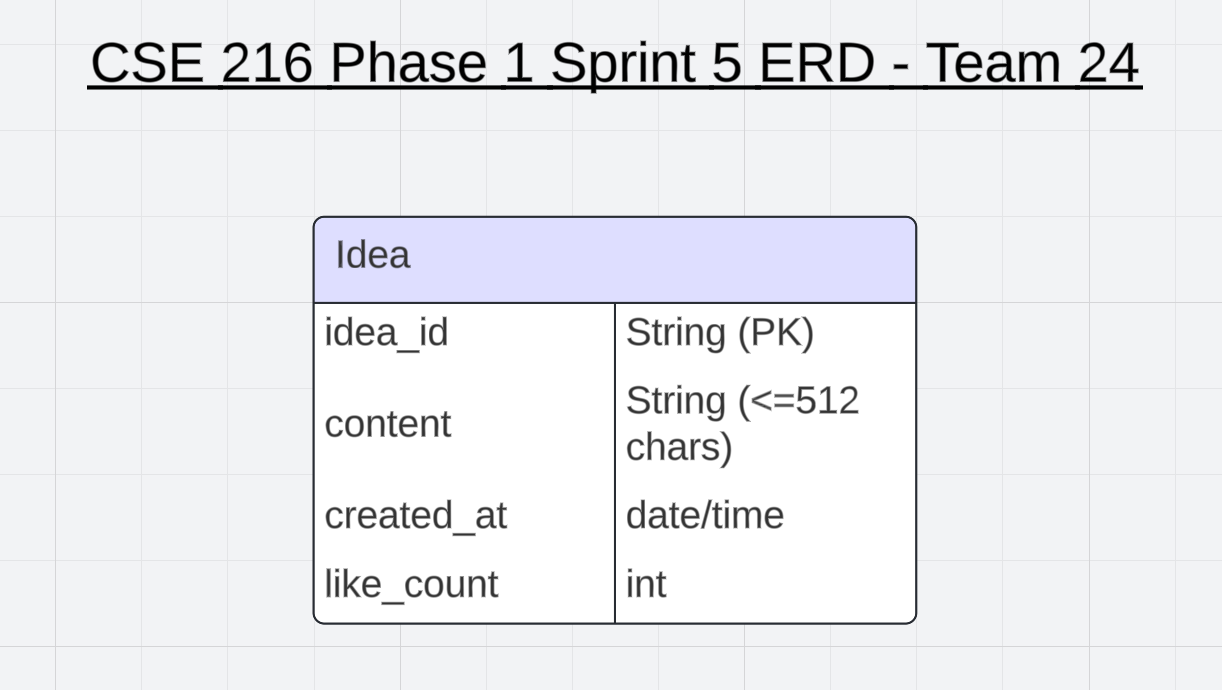 CSE 216 Phase 1 Sprint 5 ERD - Team 24
Idea
idea_id String (PK)
content String (<=512
chars)
created_at date/time
like_count int